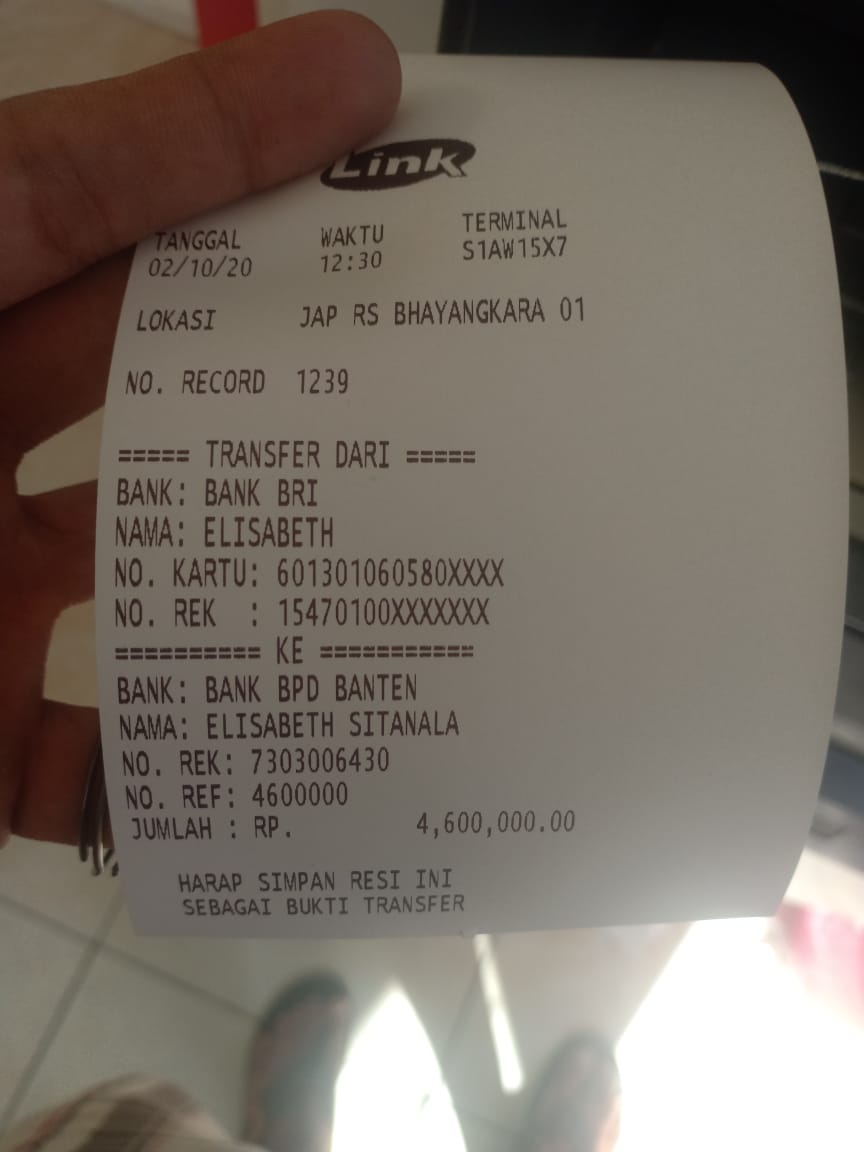 Link
TANGGAL WAKTU TERMINAL
02/10/20 12:30 S1AW15X7
LOKASI JAP RS BHAYANGKARA 01
NO. RECORD 1239
===== TRANSFER DARI =====
BANK: BANK BRI
NAMA: ELISABETH
NO. KARTU: 601301060580XXXX
NO. REK : 15470100XXXXXXX
========== KE ===========
BANK: BANK BPD BANTEN
NAMA: ELISABETH SITANALA
NO. REK: 7303006430
NO. REF: 4600000
JUMLAH : RP. 4,600,000.00
HARAP SIMPAN RESI INI
SEBAGAI BUKTI TRANSFER